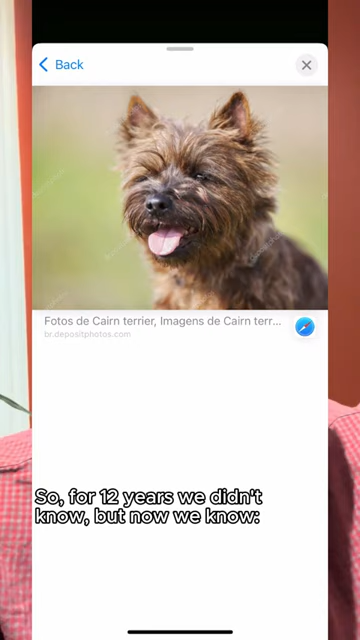 Back
Fotos de Cairn terrier, Imagens de Cairn terr...
br.depositphotos.com
So, for 12 years we didn't
know, but now we know: